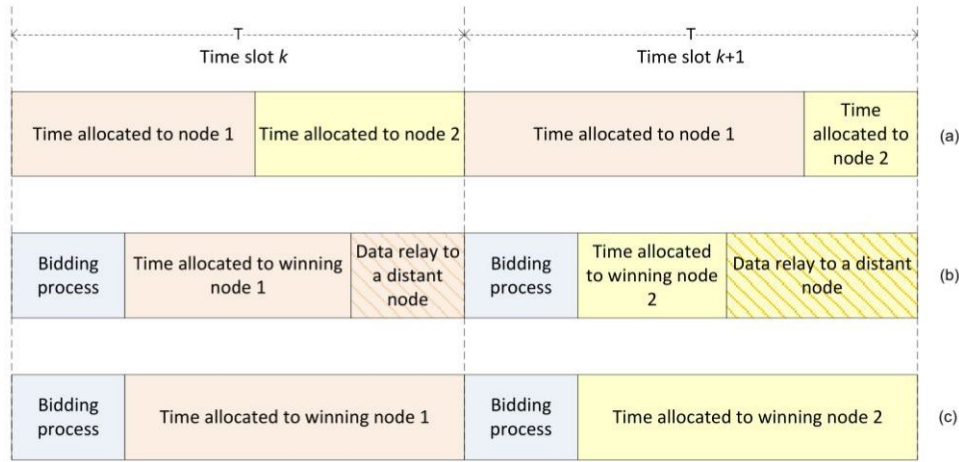 T
T
Time slot k
Time slot k+1
Time allocated to node 1
Time allocated to node 2
Time allocated to node 1
Time
allocated to
node 2
(a)
Bidding
process
Time allocated to winning
node 1
Data relay to
a distant
node
Bidding
process
Time allocated
to winning node
2
Data relay to a distant
node
(b)
Bidding
process
Time allocated to winning node 1
Bidding
process
Time allocated to winning node 2
(c)